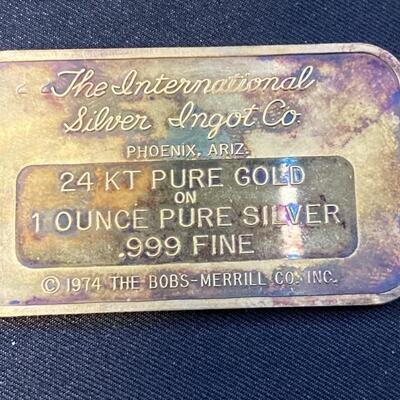 The International
Silver Ingot Co.
PHOENIX, ARIZ.
24 KT PURE GOLD
ON
1 OUNCE PURE SILVER
.999 FINE
© 1974 THE BOBS-MERRILL CO. INC.